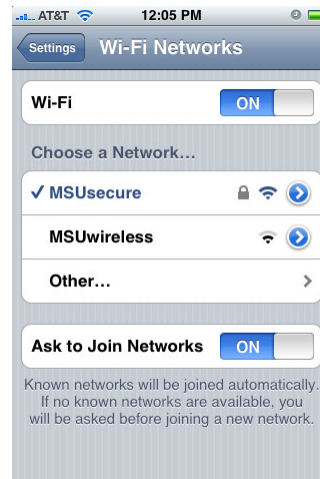 AT&T 12:05 PM
Settings Wi-Fi Networks
Wi-Fi ON
Choose a Network...
MSUsecure
MSUwireless
Other...
Ask to Join Networks ON
Known networks will be joined automatically.
If no known networks are available, you
will be asked before joining a new network.